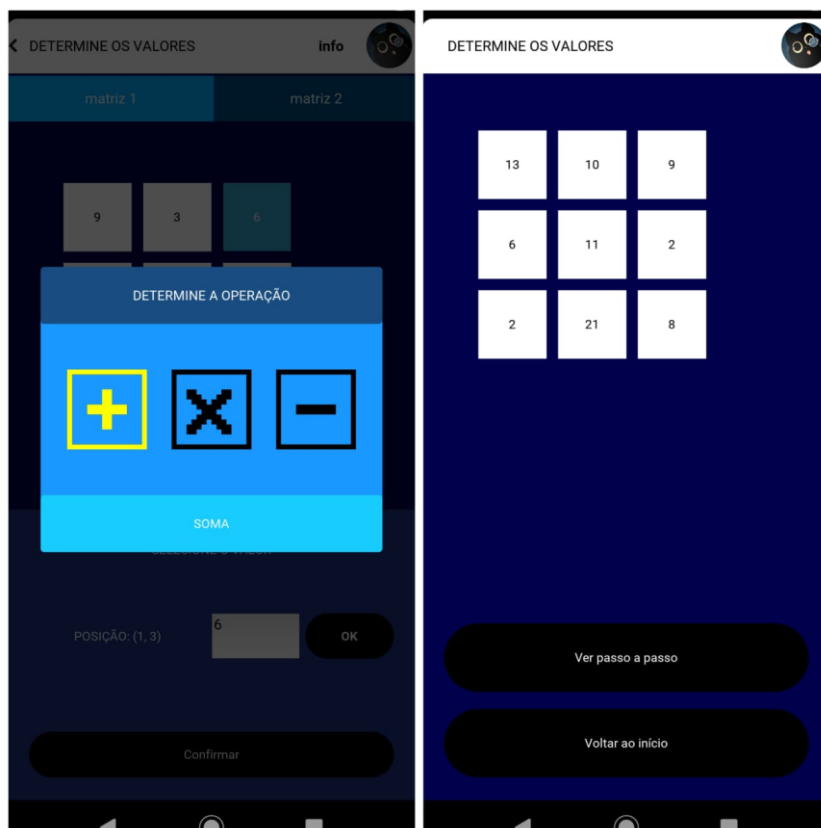 DETERMINE OS VALORES info
matriz 1 matriz 2
9 3 6
DETERMINE A OPERAÇÃO
+ × −
SOMA
POSIÇÃO: (1, 3) 6 OK
Confirmar
DETERMINE OS VALORES
13 10 9
6 11 2
2 21 8
Ver passo a passo
Voltar ao início